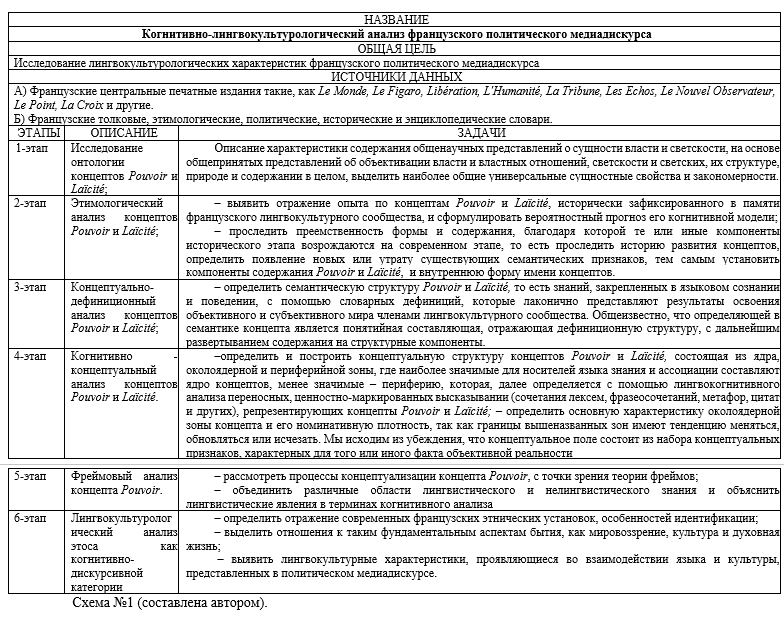 НАЗВАНИЕ
Когнитивно-лингвокультурологический анализ французского политического медиадискурса
ОБЩАЯ ЦЕЛЬ
Исследование лингвокультурологических характеристик французского политического медиадискурса
ИСТОЧНИКИ ДАННЫХ
А) Французские центральные печатные издания такие, как Le Monde, Le Figaro, Libération, L'Humanité, La Tribune, Les Echos, Le Nouvel Observateur,
Le Point, La Croix и другие.
Б) Французские толковые, этимологические, политические, исторические и энциклопедические словари.
ЭТАПЫ ОПИСАНИЕ ЗАДАЧИ
1-этап
Исследование
онтологии
концептов Pouvoir и
Laïcité;
Описание характеристики содержания общенаучных представлений о сущности власти и светскости, на основе
общепринятых представлений об объективации власти и властных отношений, светскости и светских, их структуре,
природе и содержании в целом, выделить наиболее общие универсальные сущностные свойства и закономерности.
2-этап
Этимологический
анализ концептов
Pouvoir и Laïcité;
– выявить отражение опыта по концептам Pouvoir и Laïcité, исторически зафиксированного в памяти
французского лингвокультурного сообщества, и сформулировать вероятностный прогноз его когнитивной модели;
– проследить преемственность формы и содержания, благодаря которой те или иные компоненты
исторического этапа возрождаются на современном этапе, то есть проследить историю развития концептов,
определить появление новых или утрату существующих семантических признаков, тем самым установить
компоненты содержания Pouvoir и Laïcité, и внутреннюю форму имени концептов.
3-этап
Концептуально-
дефиниционный
анализ концептов
Pouvoir и Laïcité;
– определить семантическую структуру Pouvoir и Laïcité, то есть знаний, закрепленных в языковом сознании
и поведении, с помощью словарных дефиниций, которые лаконично представляют результаты освоения
объективного и субъективного мира членами лингвокультурного сообщества. Общеизвестно, что определяющей в
семантике концепта является понятийная составляющая, отражающая дефиниционную структуру, с дальнейшим
развертыванием содержания на структурные компоненты.
4-этап
Когнитивно -
концептуальный
анализ концептов
Pouvoir и Laïcité.
–определить и построить концептуальную структуру концептов Pouvoir и Laïcité, состоящая из ядра,
околоядерной и периферийной зоны, где наиболее значимые для носителей языка знания и ассоциации составляют
ядро концептов, менее значимые – периферию, которая, далее определяется с помощью лингвокогнитивного
анализа переносных, ценностно-маркированных высказывании (сочетания лексем, фразеосочетаний, метафор, цитат
и других), репрезентирующих концепты Pouvoir и Laïcité; – определить основную характеристику околоядерной
зоны концепта и его номинативную плотность, так как границы вышеназванных зон имеют тенденцию меняться,
обновляться или исчезать. Мы исходим из убеждения, что концептуальное поле состоит из набора концептуальных
признаков, характерных для того или иного факта объективной реальности
5-этап
Фреймовый анализ
концепта Pouvoir.
– рассмотреть процессы концептуализации концепта Pouvoir, с точки зрения теории фреймов;
– объединить различные области лингвистического и нелингвистического знания и объяснить
лингвистические явления в терминах когнитивного анализа
6-этап
Лингвокультуролог
ический анализ
этоса как
когнитивно-
дискурсивной
категории
– определить отражение современных французских этнических установок, особенностей идентификации;
– выделить отношения к таким фундаментальным аспектам бытия, как мировоззрение, культура и духовная
жизнь;
– выявить лингвокультурные характеристики, проявляющиеся во взаимодействии языка и культуры,
представленных в политическом медиадискурсе.
Схема №1 (составлена автором).